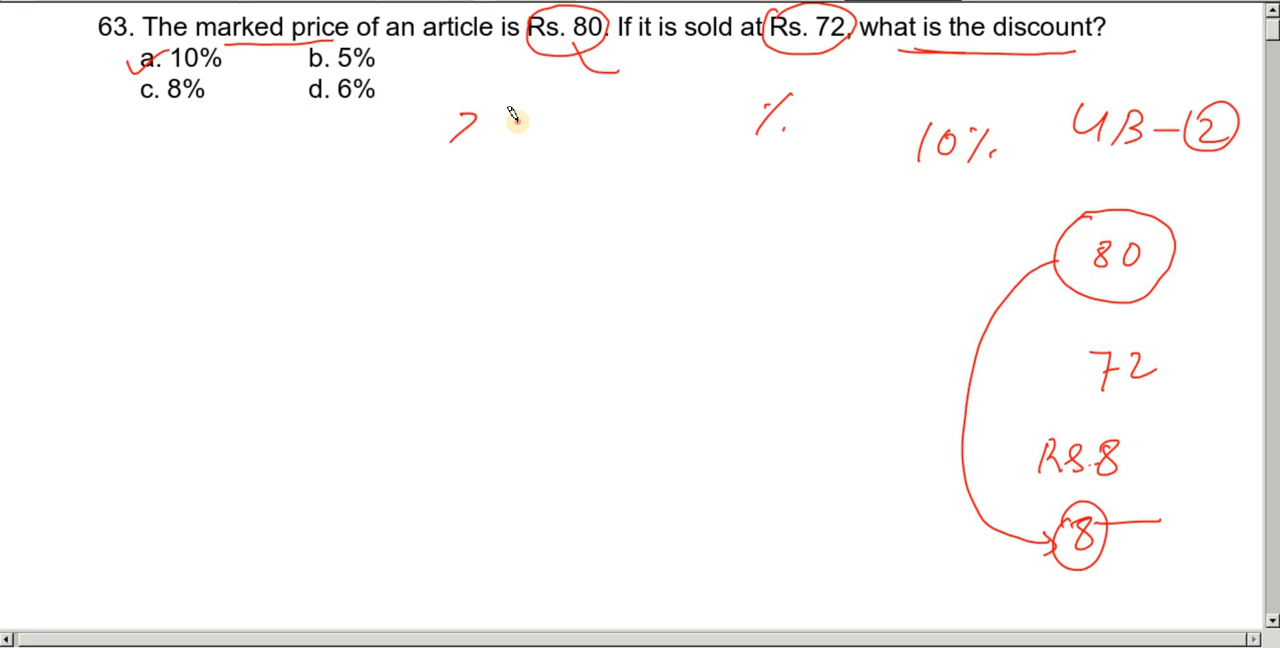 63. The marked price of an article is Rs. 80. If it is sold at Rs. 72, what is the discount?
a. 10% b. 5%
c. 8% d. 6%
% 10% UB-2
80
72
RS.8
8